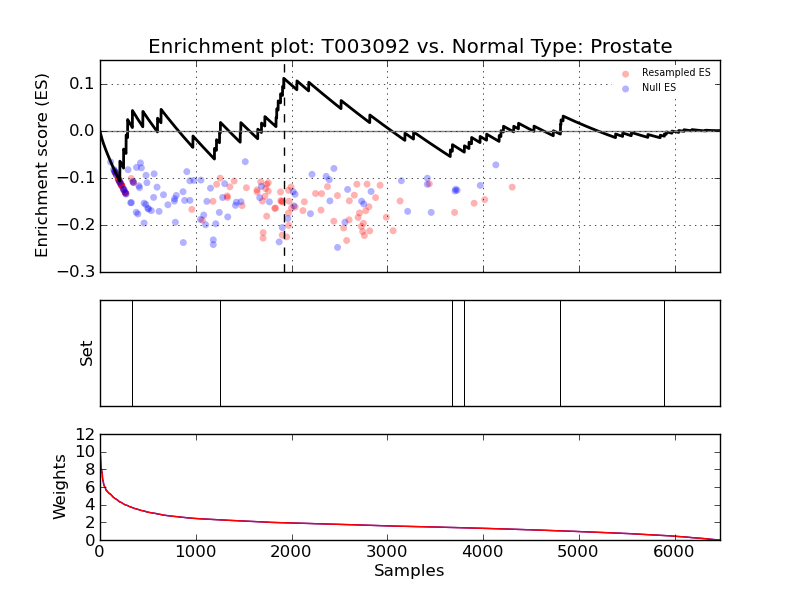 Enrichment plot: T003092 vs. Normal Type: Prostate
Enrichment score (ES)
0.1
0.0
−0.1
−0.2
−0.3
Resampled ES
Null ES
Set
Weights
12
10
8
6
4
2
0
0 1000 2000 3000 4000 5000 6000
Samples